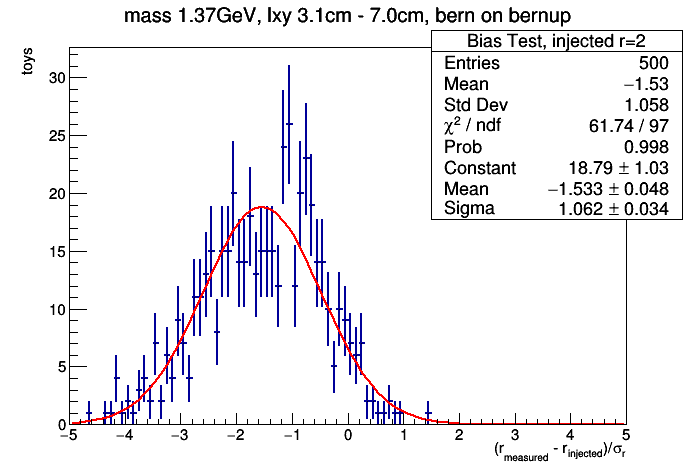 mass 1.37GeV, lxy 3.1cm - 7.0cm, bern on bernup
toys
Bias Test, injected r=2
Entries 500
Mean −1.53
Std Dev 1.058
χ² / ndf 61.74 / 97
Prob 0.998
Constant 18.79 ± 1.03
Mean −1.533 ± 0.048
Sigma 1.062 ± 0.034
30
25
20
15
10
5
0
−5 −4 −3 −2 −1 0 1 2 3 4 5
(r_measured - r_injected)/σ_r